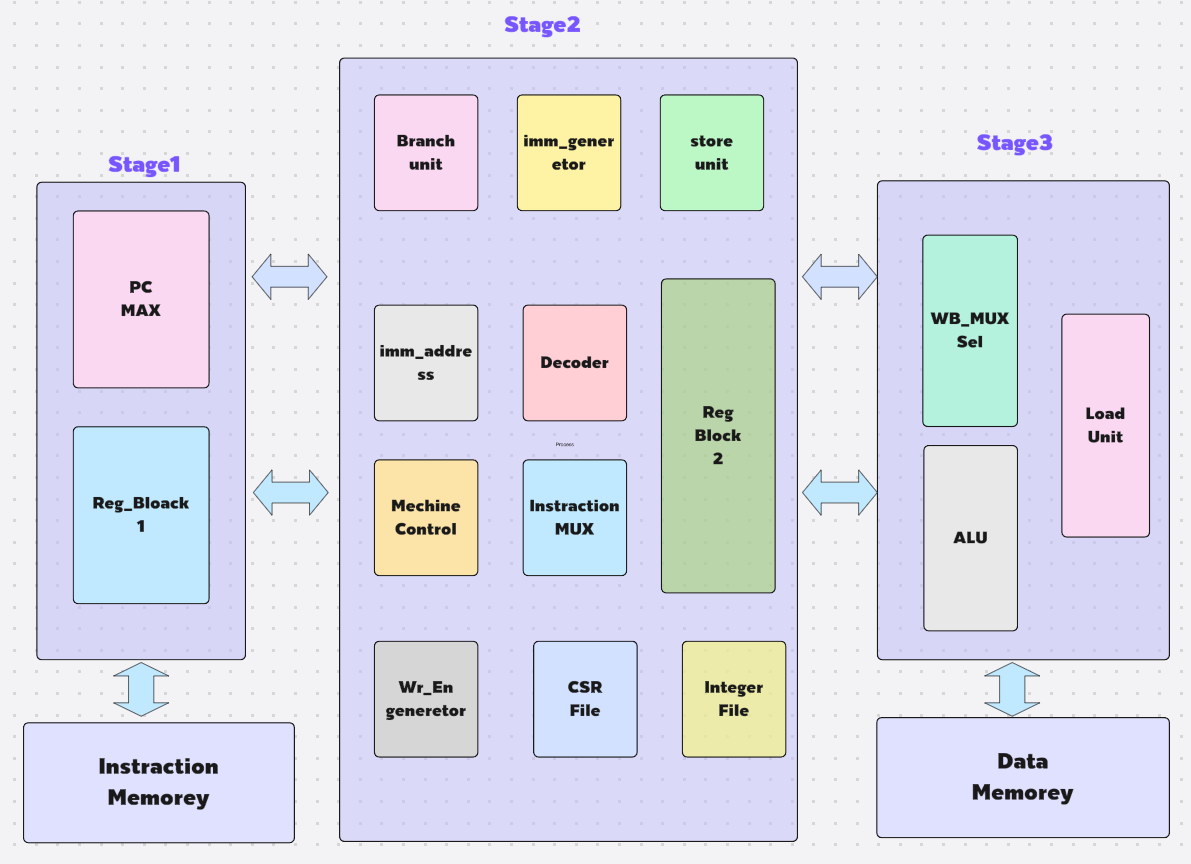 Stage2
Stage1
Stage3
Branch
unit
imm_gener
etor
store
unit
PC
MAX
Reg_Bloack
1
imm_addre
ss
Decoder
Reg
Block
2
Process
Mechine
Control
Instraction
MUX
Wr_En
generetor
CSR
File
Integer
File
WB_MUX
Sel
Load
Unit
ALU
Instraction
Memorey
Data
Memorey